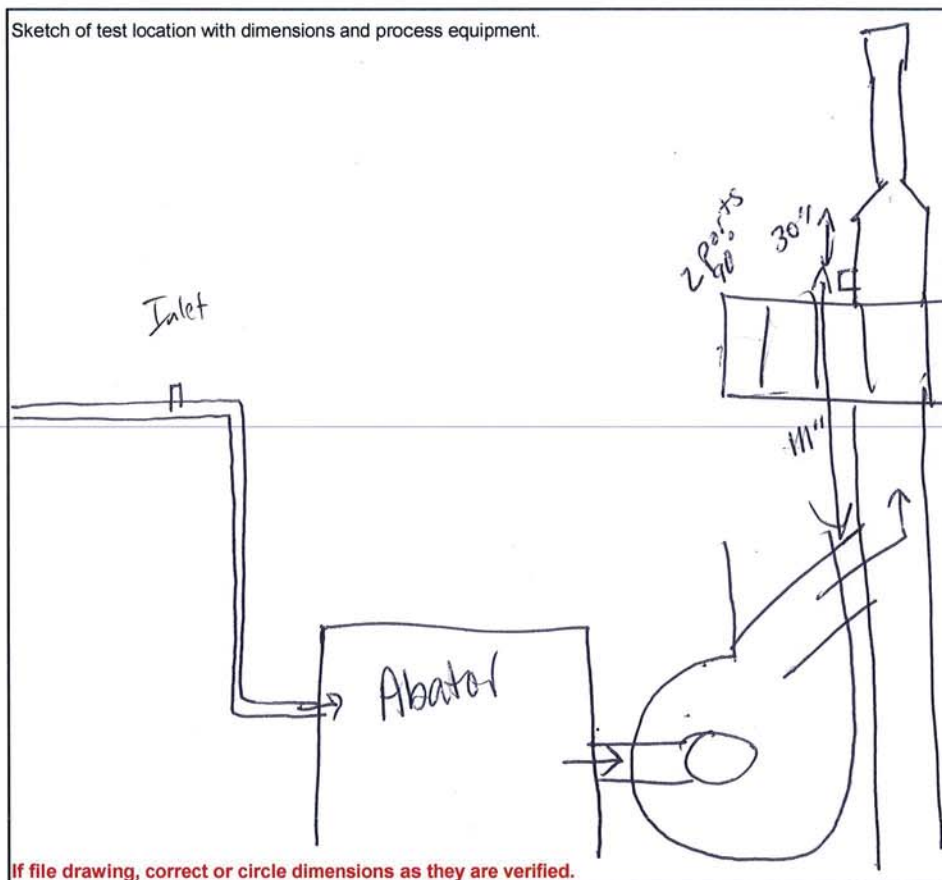 Sketch of test location with dimensions and process equipment.
2 Ports
90
30"
Inlet
111"
Abator
If file drawing, correct or circle dimensions as they are verified.